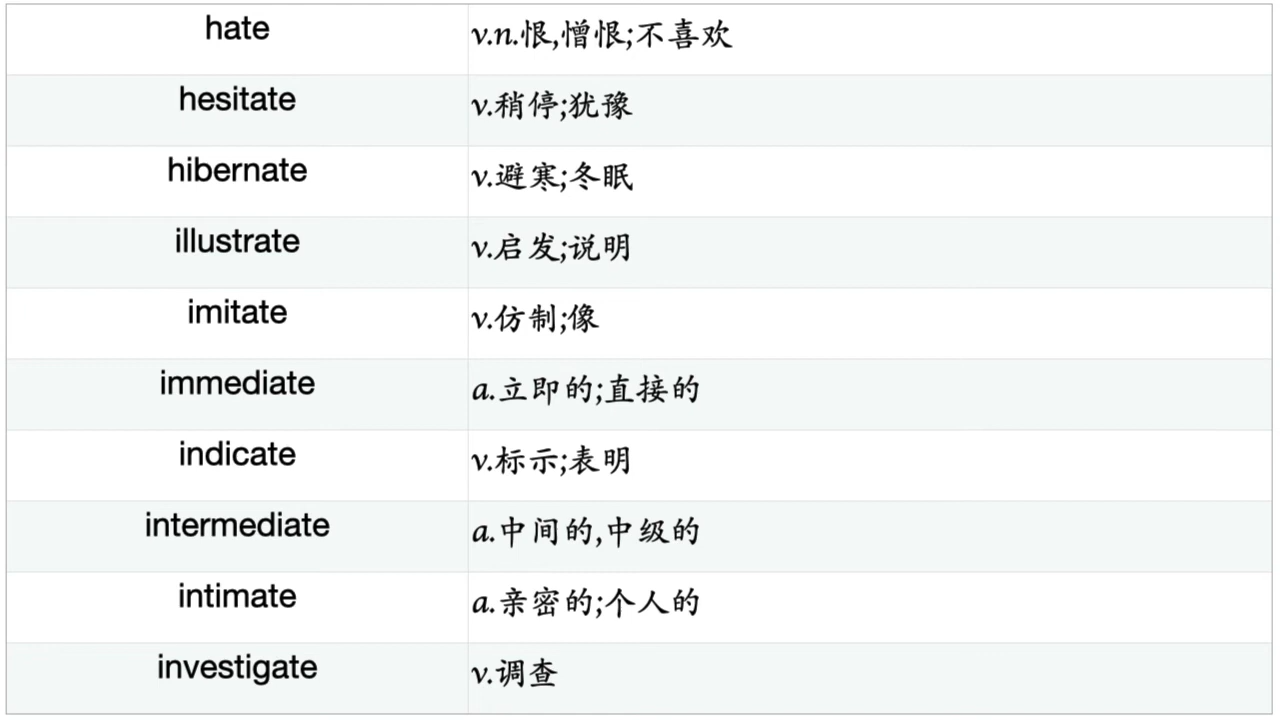 hate v.n.恨,憎恨;不喜欢
hesitate v.稍停;犹豫
hibernate v.避寒;冬眠
illustrate v.启发;说明
imitate v.仿制;像
immediate a.立即的;直接的
indicate v.标示;表明
intermediate a.中间的,中级的
intimate a.亲密的;个人的
investigate v.调查